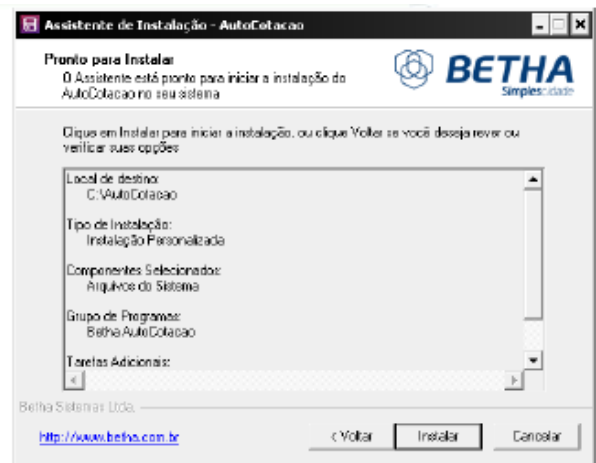 Assistente de Instalação - AutoCotacao
Pronto para Instalar
O Assistente está pronto para iniciar a instalação do
AutoCotacao no seu sistema
BETHA
Simplescidade
Clique em Instalar para iniciar a instalação, ou clique Voltar se você deseja rever ou
verificar suas opções
Local de destino:
C:\AutoCotacao
Tipo de Instalação:
Instalação Personalizada
Componentes Selecionados:
Arquivos do Sistema
Grupo de Programas:
Betha AutoCotacao
Tarefas Adicionais:
Betha Sistemas Ltda.
http://www.betha.com.br
< Voltar
Instalar
Cancelar